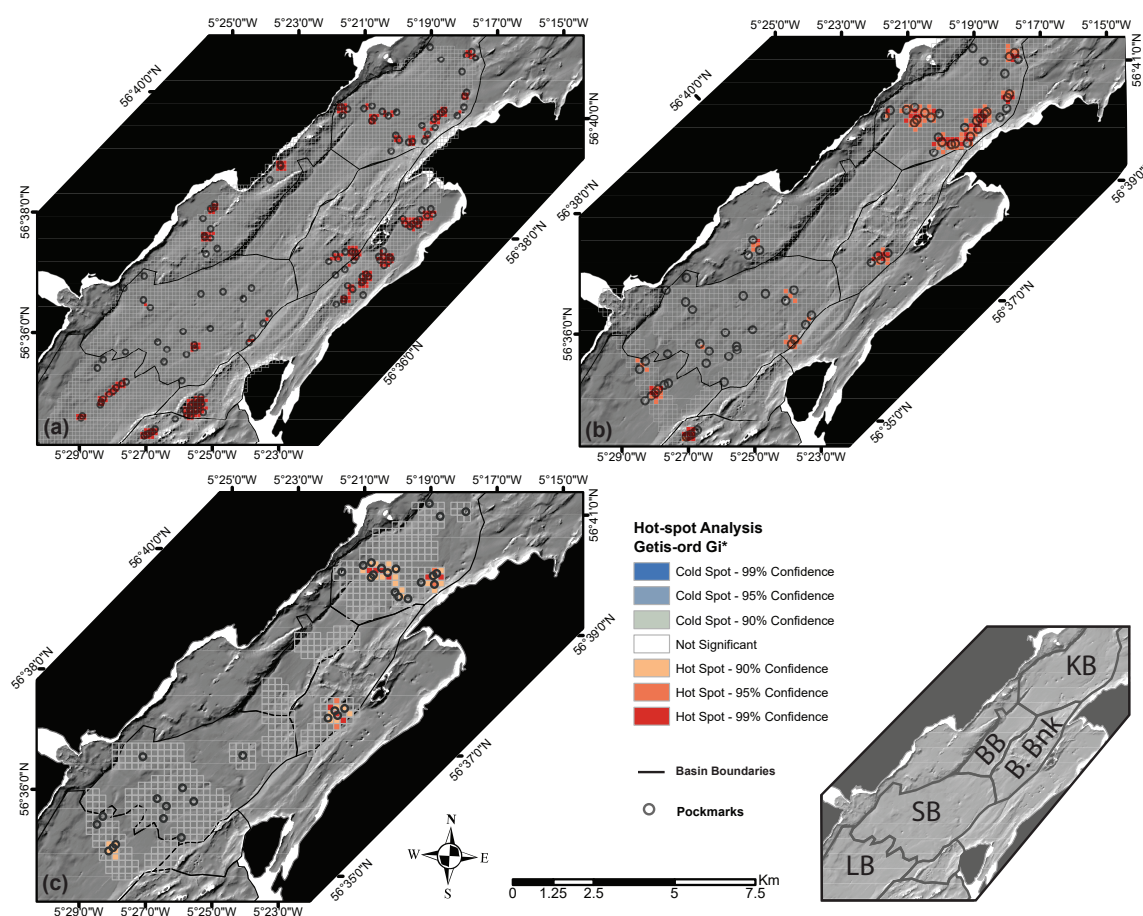 5°25'0"W 5°21'0"W 5°19'0"W 5°17'0"W 5°15'0"W
5°25'0"W 5°21'0"W 5°19'0"W 5°17'0"W 5°15'0"W
56°40'0"N
56°40'0"N
56°38'0"N
56°38'0"N
56°36'0"N
56°36'0"N
(a)
5°29'0"W 5°27'0"W 5°25'0"W 5°23'0"W
56°41'0"N
56°40'0"N
56°39'0"N
56°38'0"N
56°37'0"N
56°36'0"N
56°35'0"N
(b)
5°29'0"W 5°27'0"W 5°25'0"W 5°23'0"W
5°25'0"W 5°21'0"W 5°19'0"W 5°17'0"W 5°15'0"W
56°41'0"N
56°40'0"N
56°39'0"N
56°38'0"N
56°37'0"N
56°36'0"N
56°35'0"N
(c)
5°29'0"W 5°27'0"W 5°25'0"W 5°23'0"W
Hot-spot Analysis
Getis-ord Gi*
Cold Spot - 99% Confidence
Cold Spot - 95% Confidence
Cold Spot - 90% Confidence
Not Significant
Hot Spot - 90% Confidence
Hot Spot - 95% Confidence
Hot Spot - 99% Confidence
Basin Boundaries
Pockmarks
N
W E
S
0 1.25 2.5 5 7.5
Km
KB
BB
B. Bnk
SB
LB